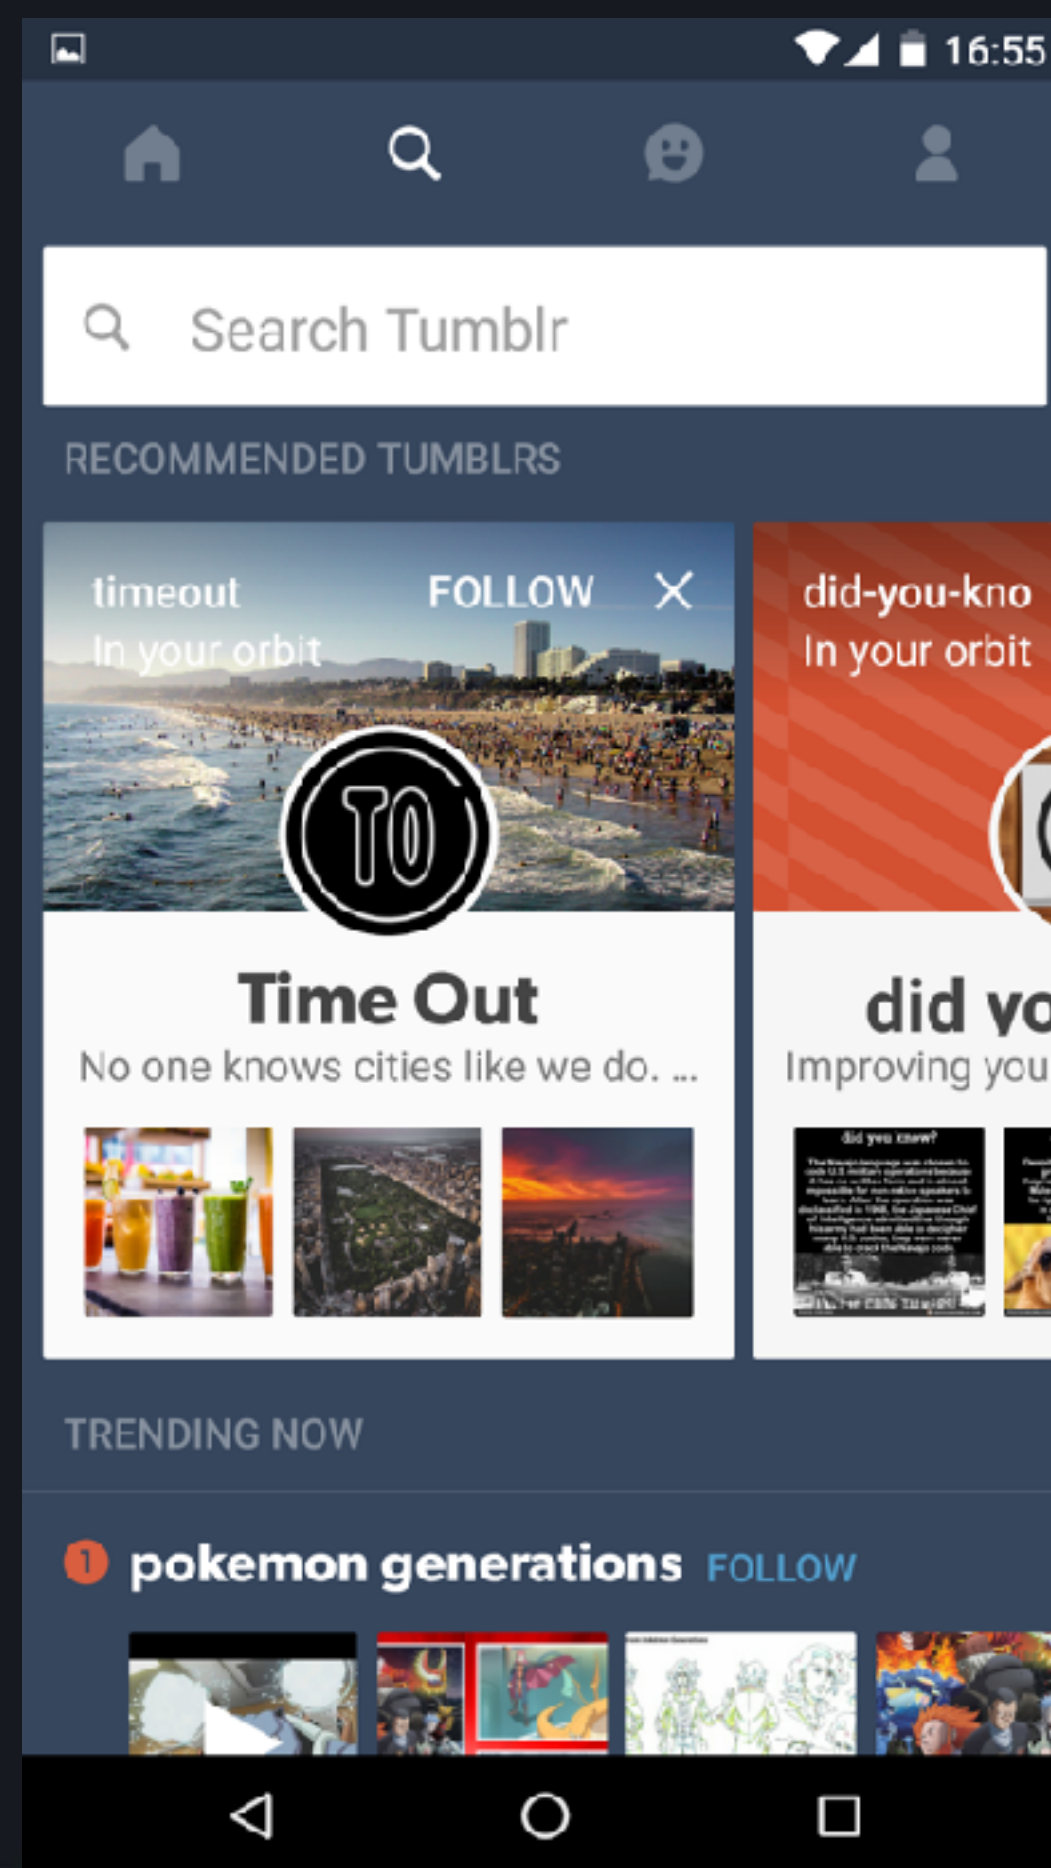 16:55
Search Tumblr
RECOMMENDED TUMBLRS
timeout
FOLLOW
In your orbit
TO
Time Out
No one knows cities like we do. ...
did-you-kno
In your orbit
did yo
Improving you
did you know?
TRENDING NOW
1 pokemon generations FOLLOW